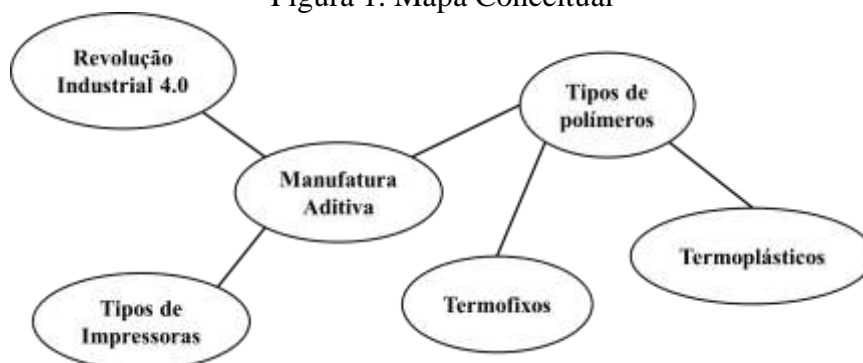 Figura 1: Mapa Conceitual
Revolução
Industrial 4.0
Tipos de
polímeros
Manufatura
Aditiva
Termoplásticos
Termofixos
Tipos de
Impressoras